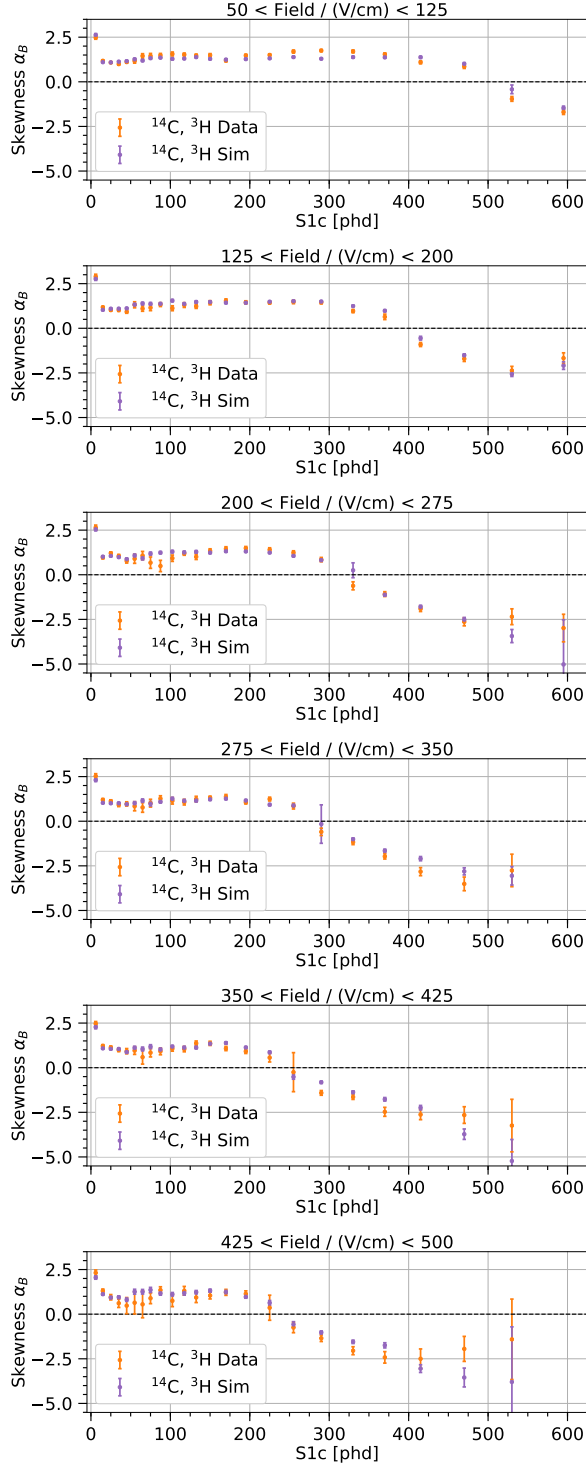 50 < Field / (V/cm) < 125
Skewness α_B
2.5
0.0
−2.5
−5.0
¹⁴C, ³H Data
¹⁴C, ³H Sim
0 100 200 300 400 500 600
S1c [phd]
125 < Field / (V/cm) < 200
Skewness α_B
2.5
0.0
−2.5
−5.0
¹⁴C, ³H Data
¹⁴C, ³H Sim
0 100 200 300 400 500 600
S1c [phd]
200 < Field / (V/cm) < 275
Skewness α_B
2.5
0.0
−2.5
−5.0
¹⁴C, ³H Data
¹⁴C, ³H Sim
0 100 200 300 400 500 600
S1c [phd]
275 < Field / (V/cm) < 350
Skewness α_B
2.5
0.0
−2.5
−5.0
¹⁴C, ³H Data
¹⁴C, ³H Sim
0 100 200 300 400 500 600
S1c [phd]
350 < Field / (V/cm) < 425
Skewness α_B
2.5
0.0
−2.5
−5.0
¹⁴C, ³H Data
¹⁴C, ³H Sim
0 100 200 300 400 500 600
S1c [phd]
425 < Field / (V/cm) < 500
Skewness α_B
2.5
0.0
−2.5
−5.0
¹⁴C, ³H Data
¹⁴C, ³H Sim
0 100 200 300 400 500 600
S1c [phd]